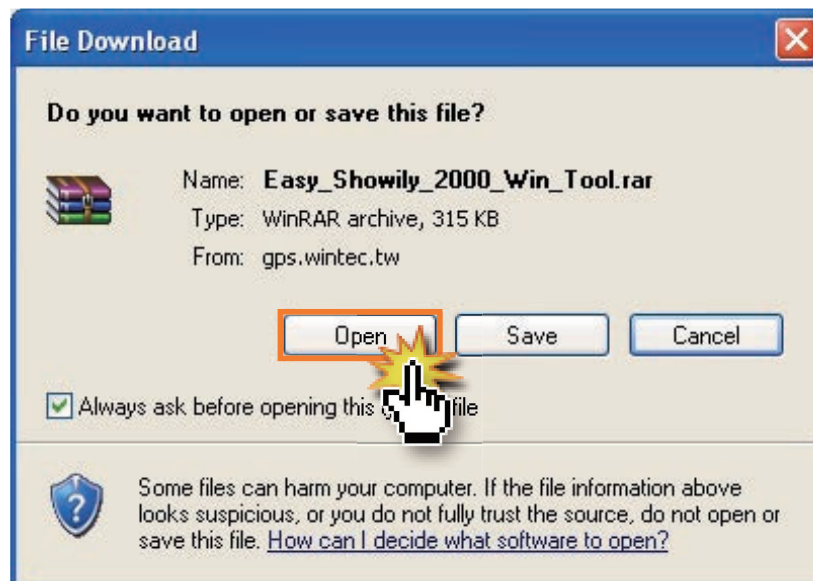 File Download
Do you want to open or save this file?
Name: Easy_Showily_2000_Win_Tool.rar
Type: WinRAR archive, 315 KB
From: gps.wintec.tw
Open Save Cancel
Always ask before opening this file
Some files can harm your computer. If the file information above
looks suspicious, or you do not fully trust the source, do not open or
save this file. How can I decide what software to open?